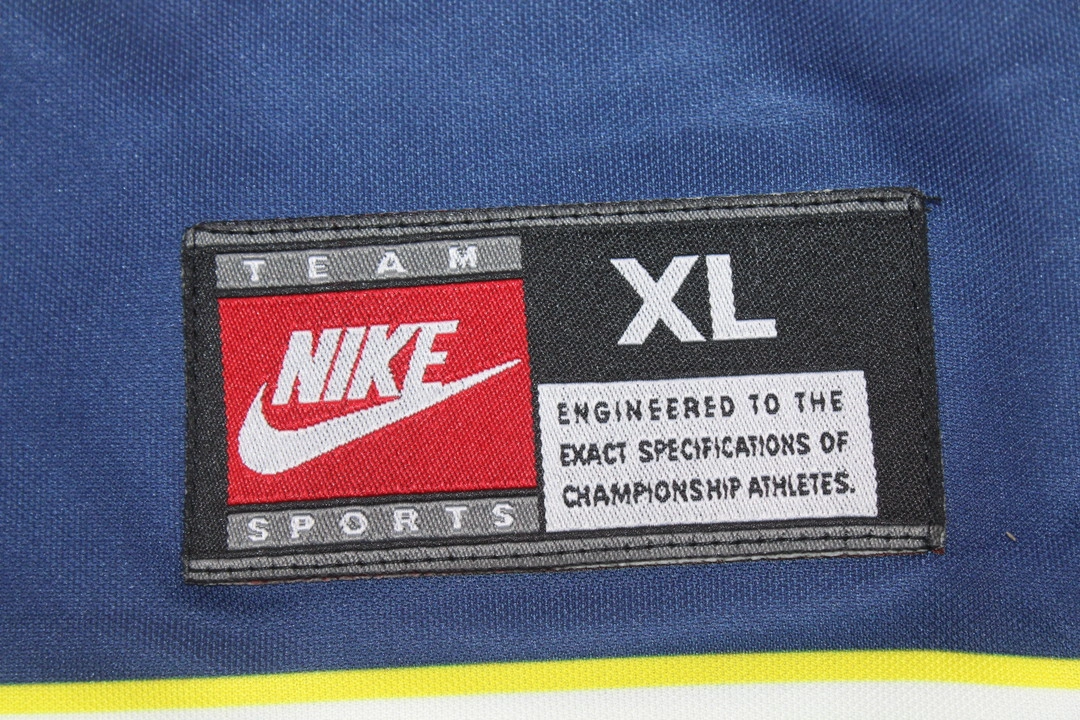 TEAM
NIKE
SPORTS
XL
ENGINEERED TO THE
EXACT SPECIFICATIONS OF
CHAMPIONSHIP ATHLETES.